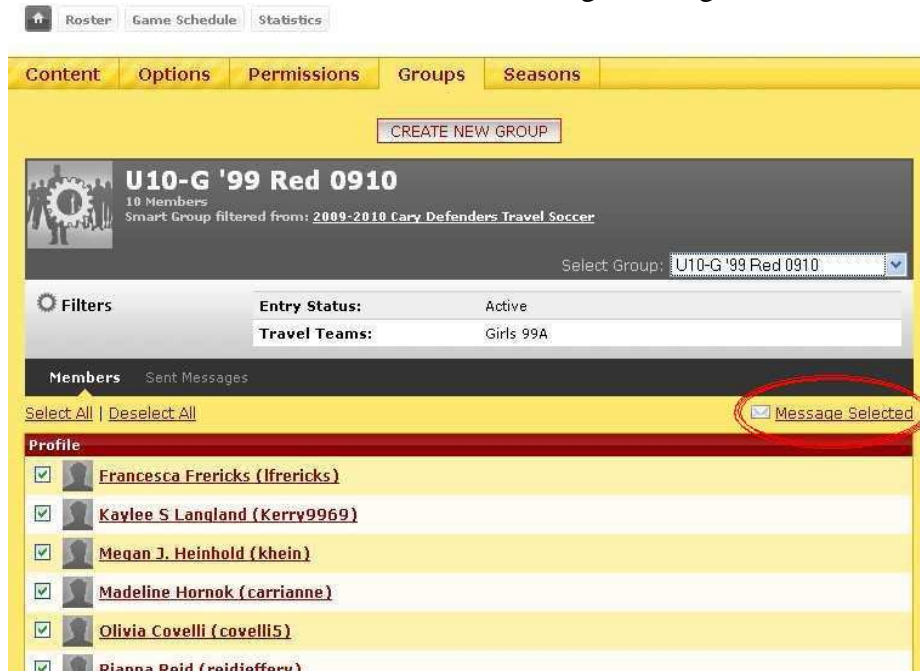 Roster Game Schedule Statistics
Content Options Permissions Groups Seasons
CREATE NEW GROUP
U10-G '99 Red 0910
10 Members
Smart Group filtered from: 2009-2010 Cary Defenders Travel Soccer
Select Group: U10-G '99 Red 0910
Filters Entry Status: Active
Travel Teams: Girls 99A
Members Sent Messages
Select All | Deselect All Message Selected
Profile
Francesca Frericks (lfrericks)
Kaylee S Langland (Kerry9969)
Megan J. Heinhold (khein)
Madeline Hornok (carrianne)
Olivia Covelli (covelli5)
Rianna Reid (reidjeffery)